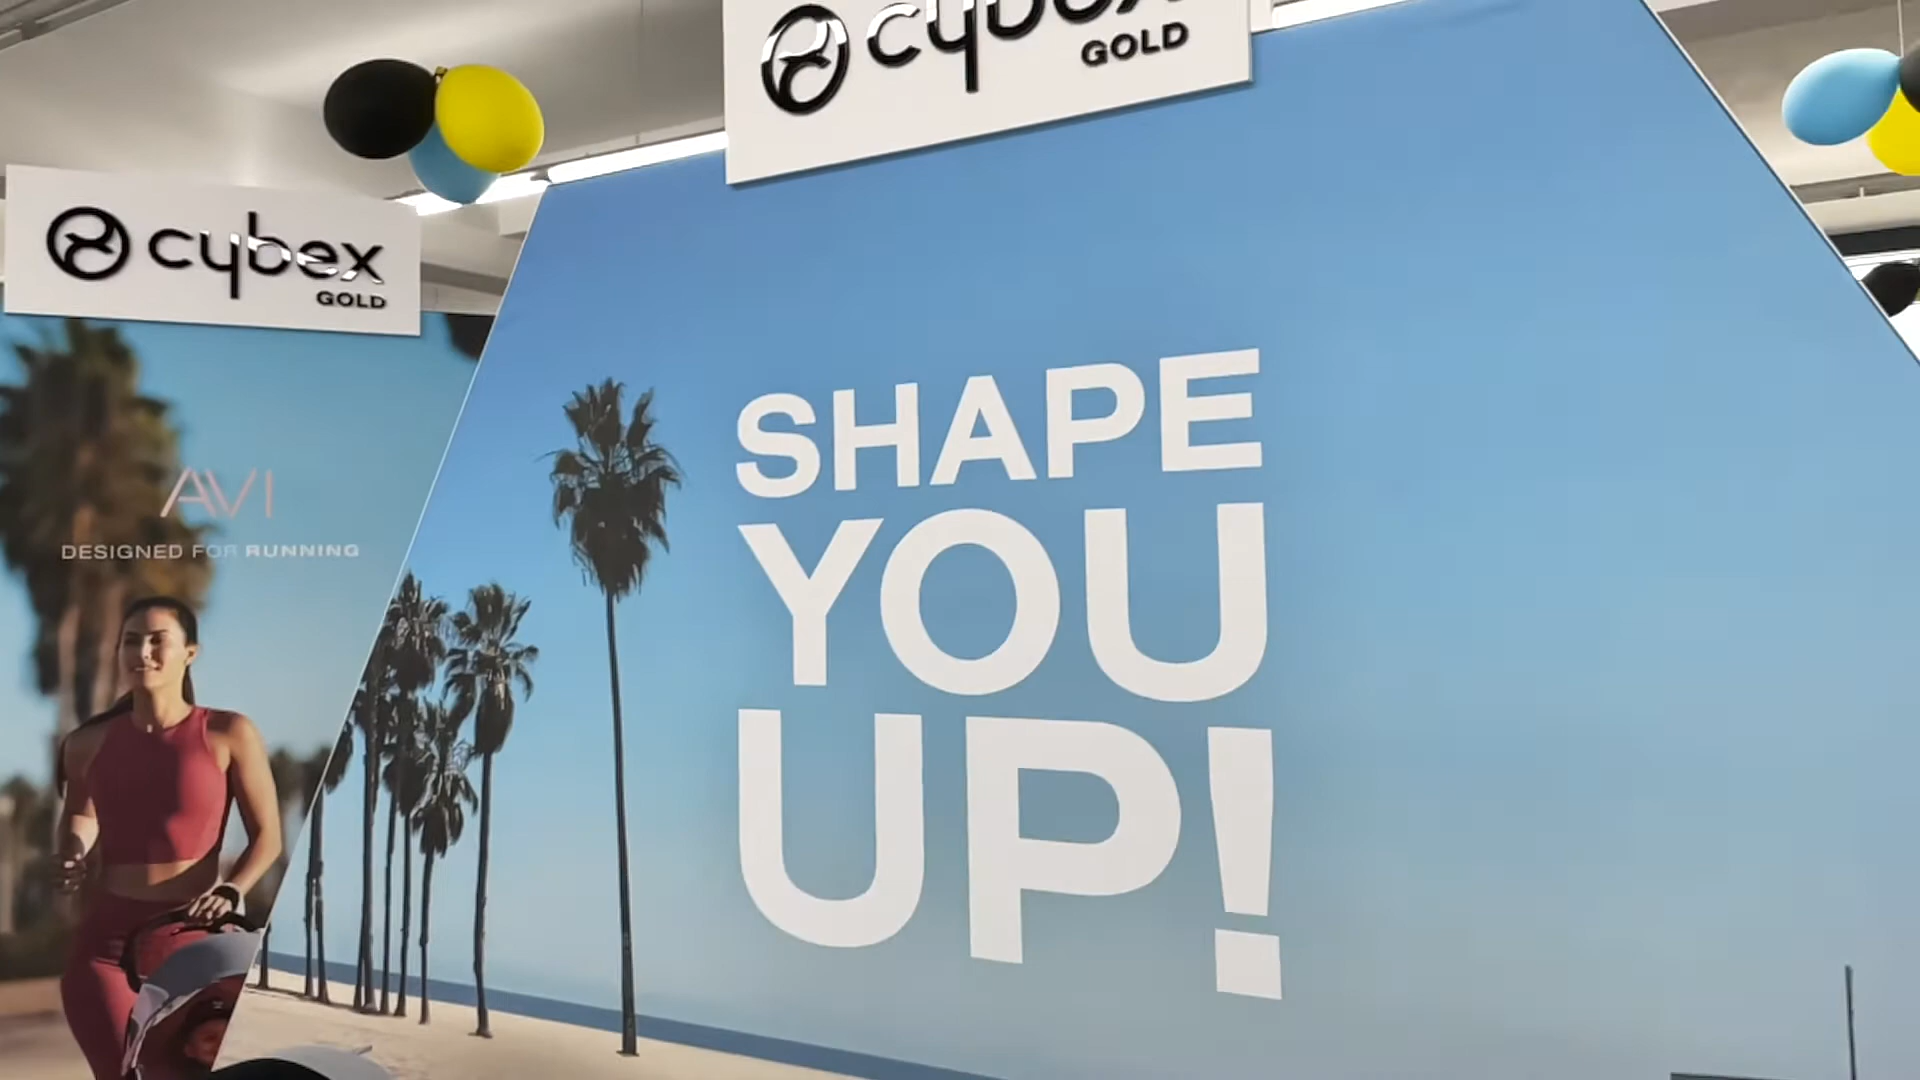 cybex
GOLD
cybex
GOLD
AVI
DESIGNED FOR RUNNING
SHAPE
YOU
UP!